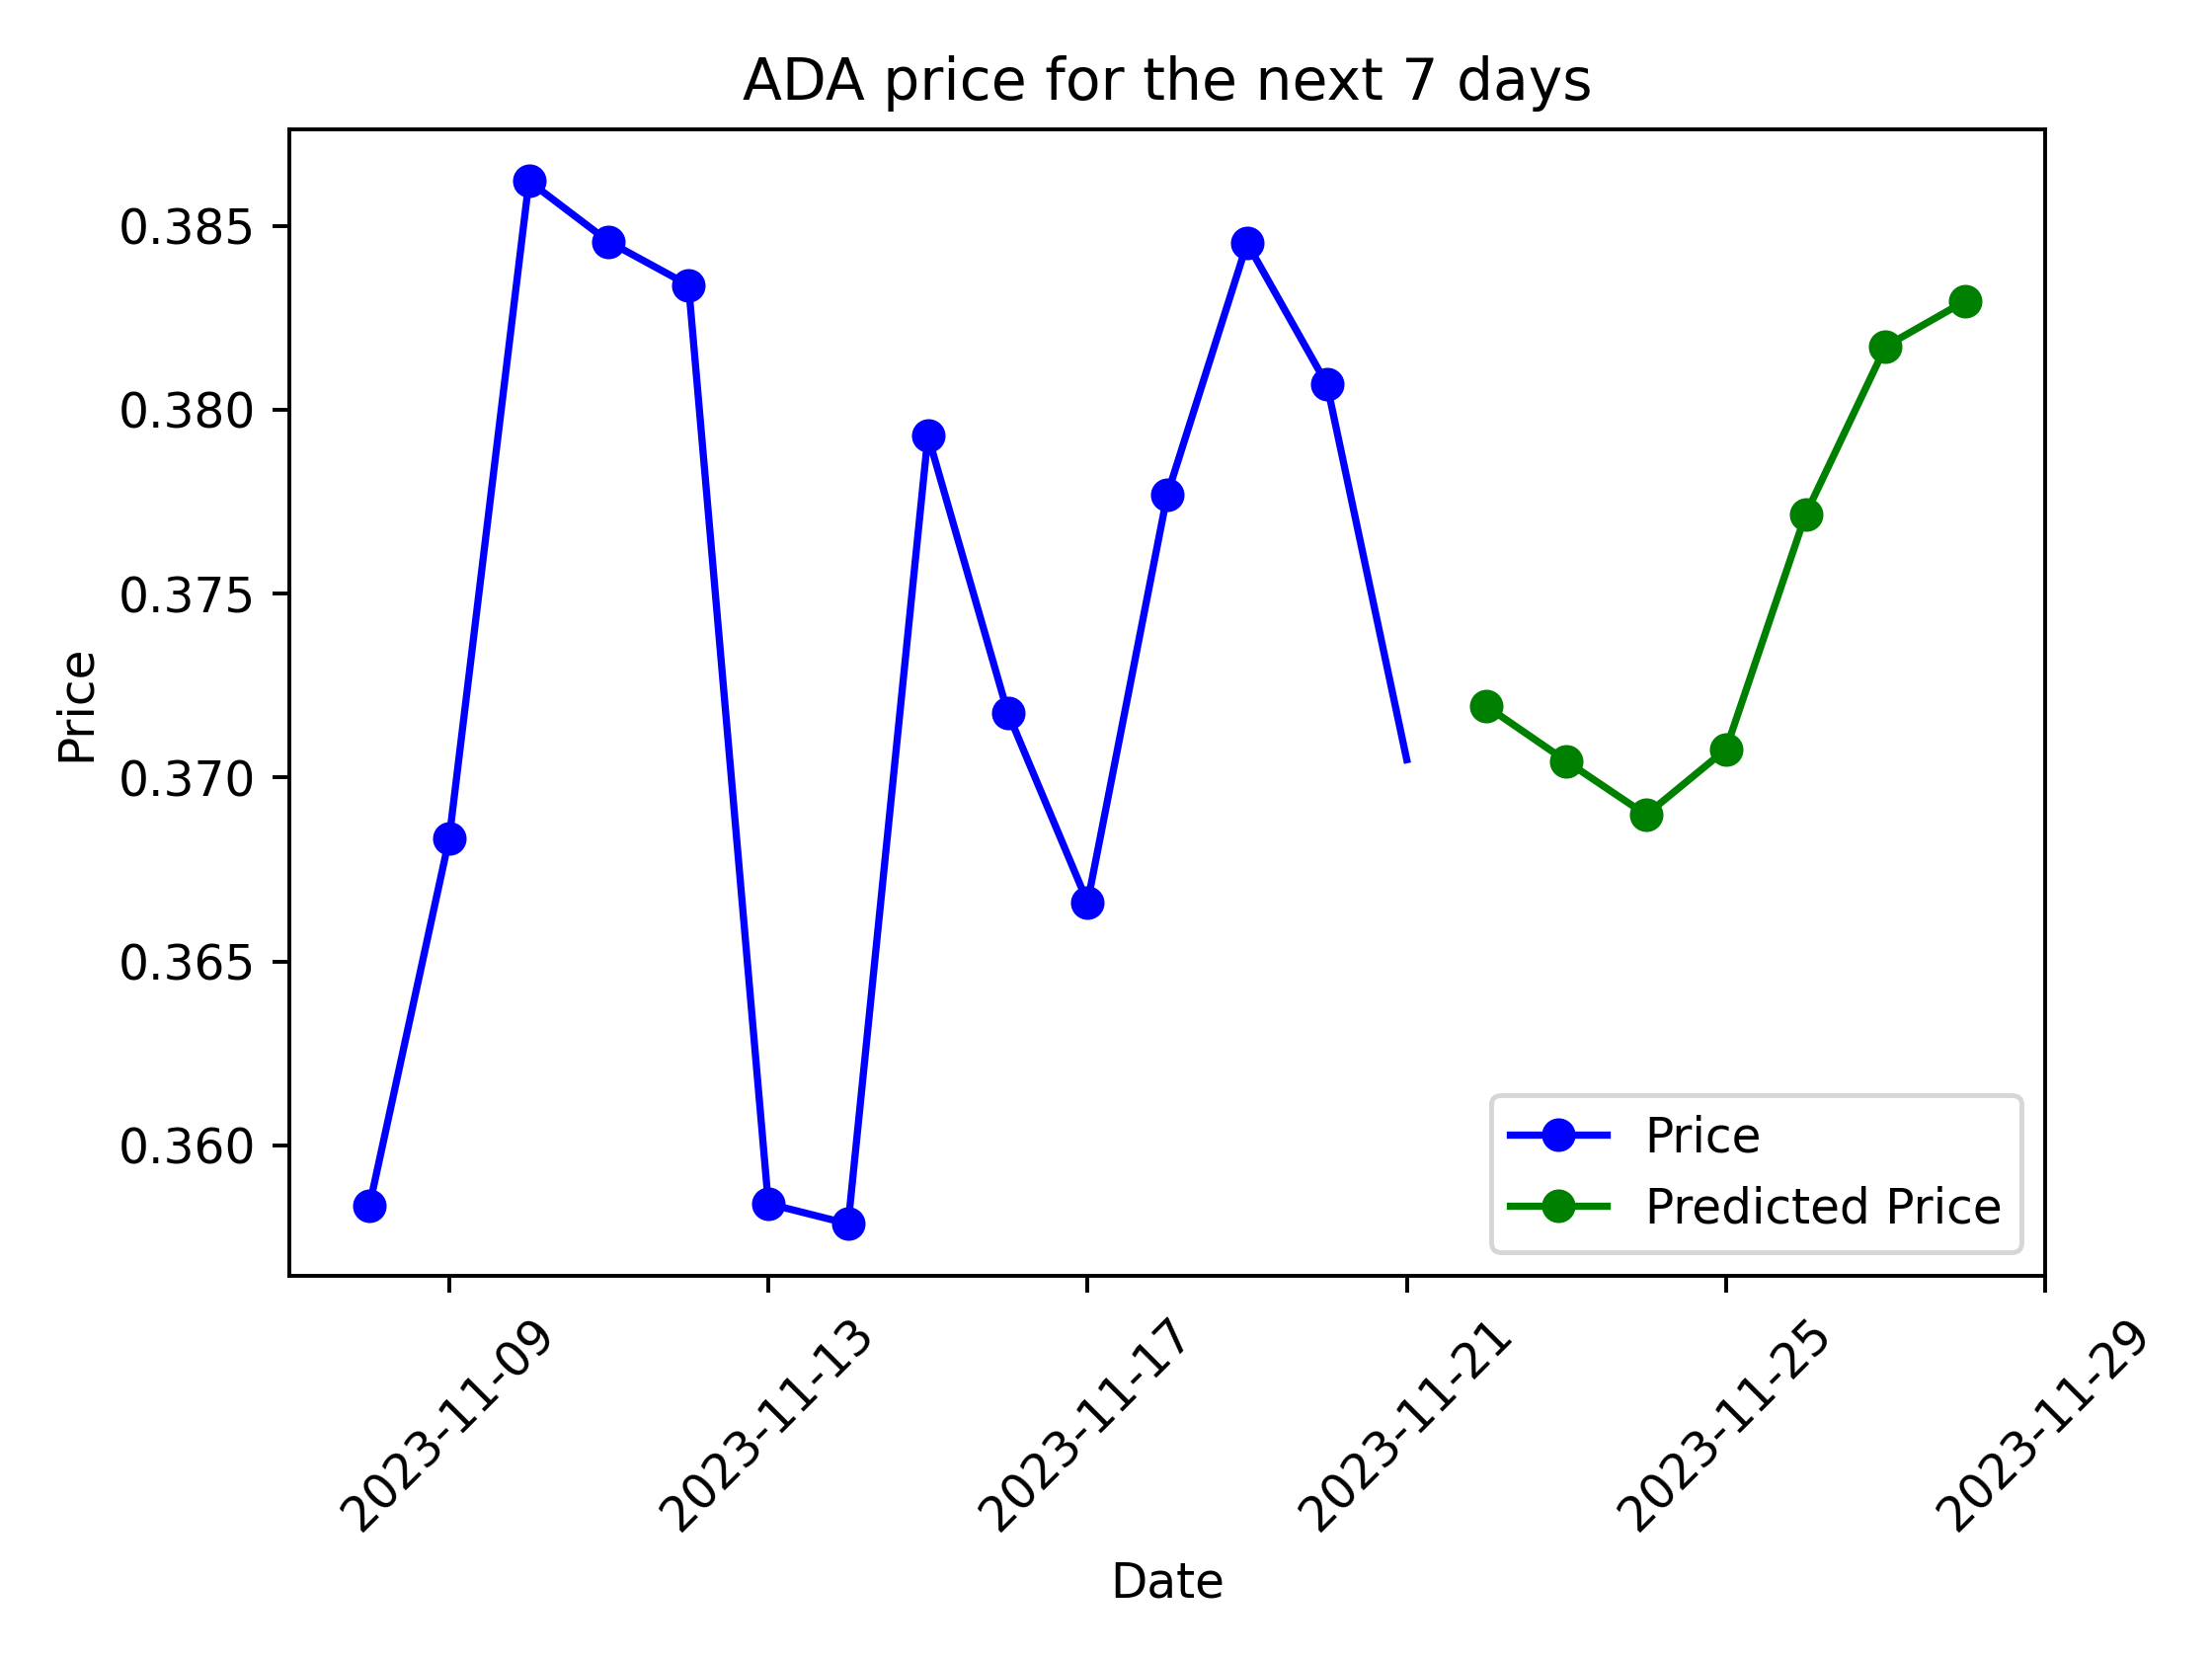 ADA price for the next 7 days
0.385
0.380
0.375
0.370
0.365
0.360
Price
Price
Predicted Price
2023-11-09
2023-11-13
2023-11-17
2023-11-21
2023-11-25
2023-11-29
Date